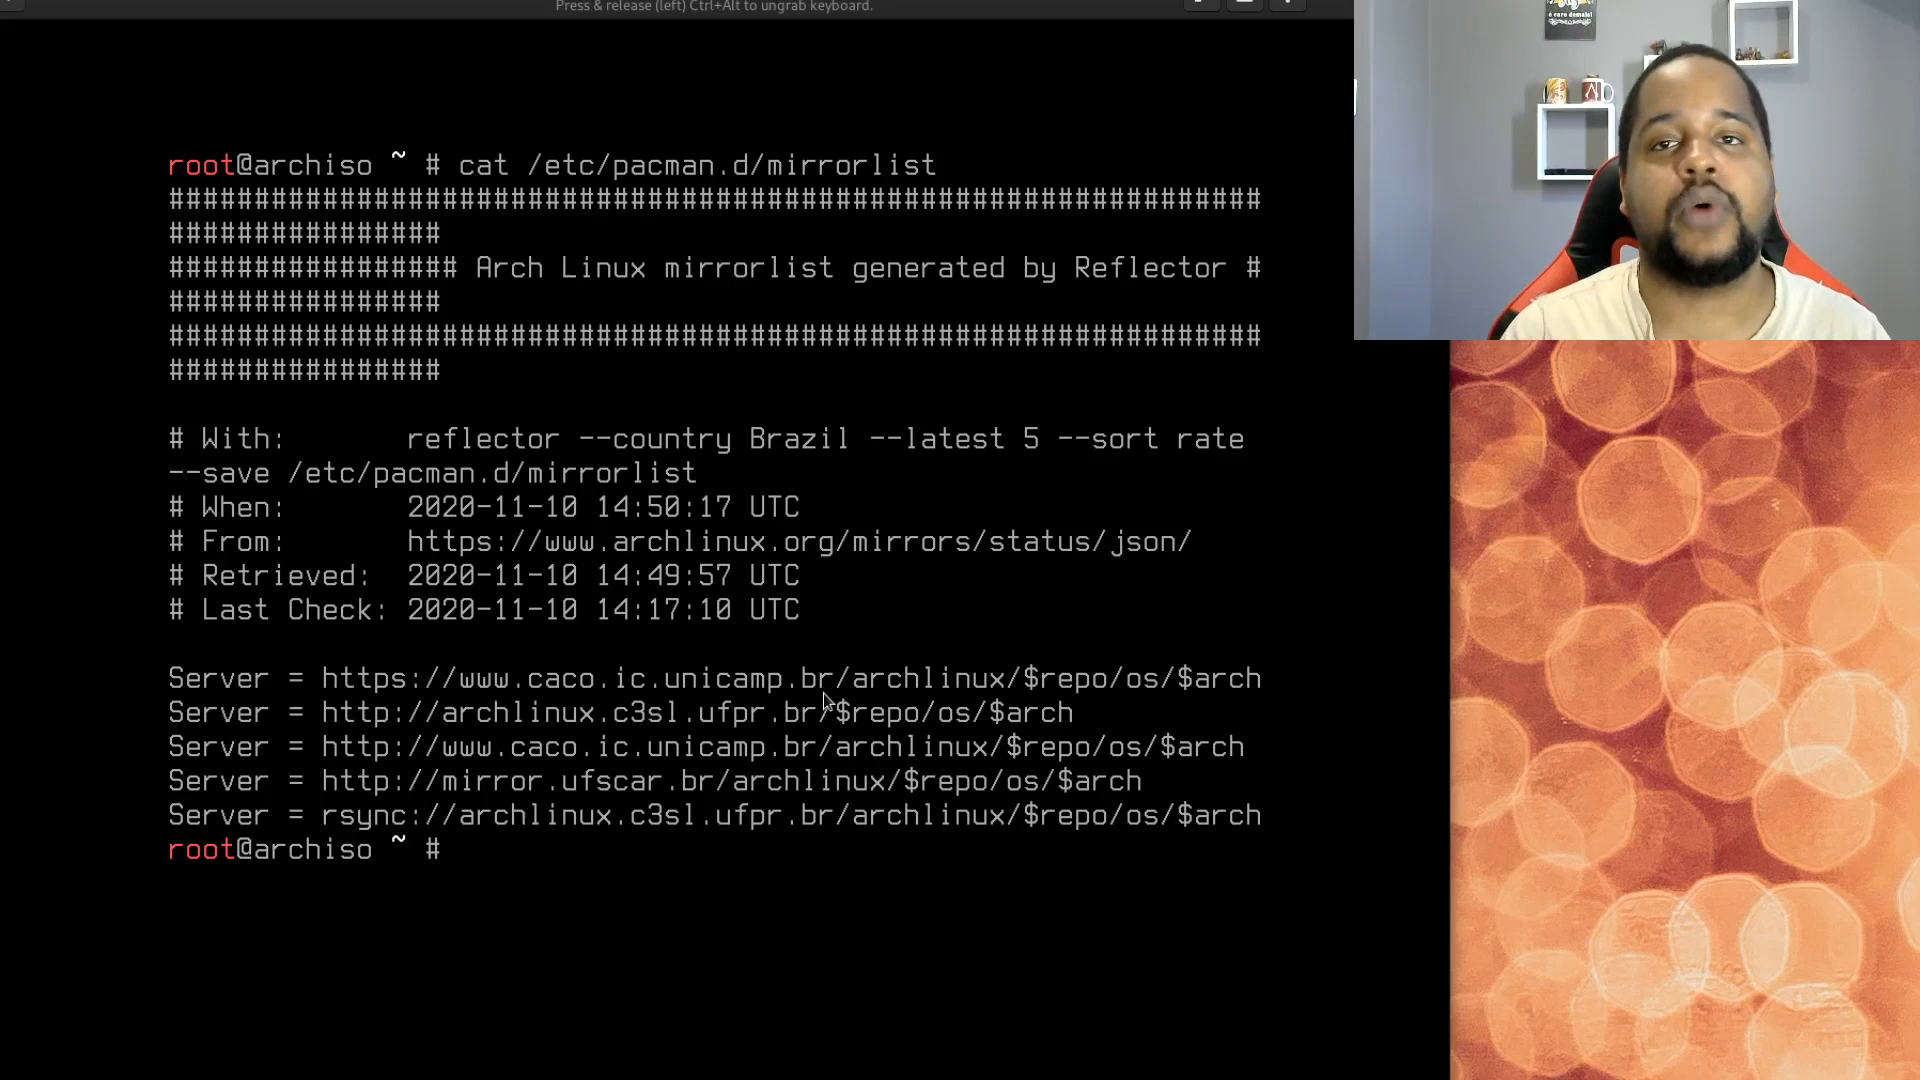 Press & release (left) Ctrl+Alt to ungrab keyboard.
é caro demais!
root@archiso ~ # cat /etc/pacman.d/mirrorlist
################################################################
################
################# Arch Linux mirrorlist generated by Reflector #
################
################################################################
################
# With:       reflector --country Brazil --latest 5 --sort rate
--save /etc/pacman.d/mirrorlist
# When:       2020-11-10 14:50:17 UTC
# From:       https://www.archlinux.org/mirrors/status/json/
# Retrieved:  2020-11-10 14:49:57 UTC
# Last Check: 2020-11-10 14:17:10 UTC
Server = https://www.caco.ic.unicamp.br/archlinux/$repo/os/$arch
Server = http://archlinux.c3sl.ufpr.br/$repo/os/$arch
Server = http://www.caco.ic.unicamp.br/archlinux/$repo/os/$arch
Server = http://mirror.ufscar.br/archlinux/$repo/os/$arch
Server = rsync://archlinux.c3sl.ufpr.br/archlinux/$repo/os/$arch
root@archiso ~ #